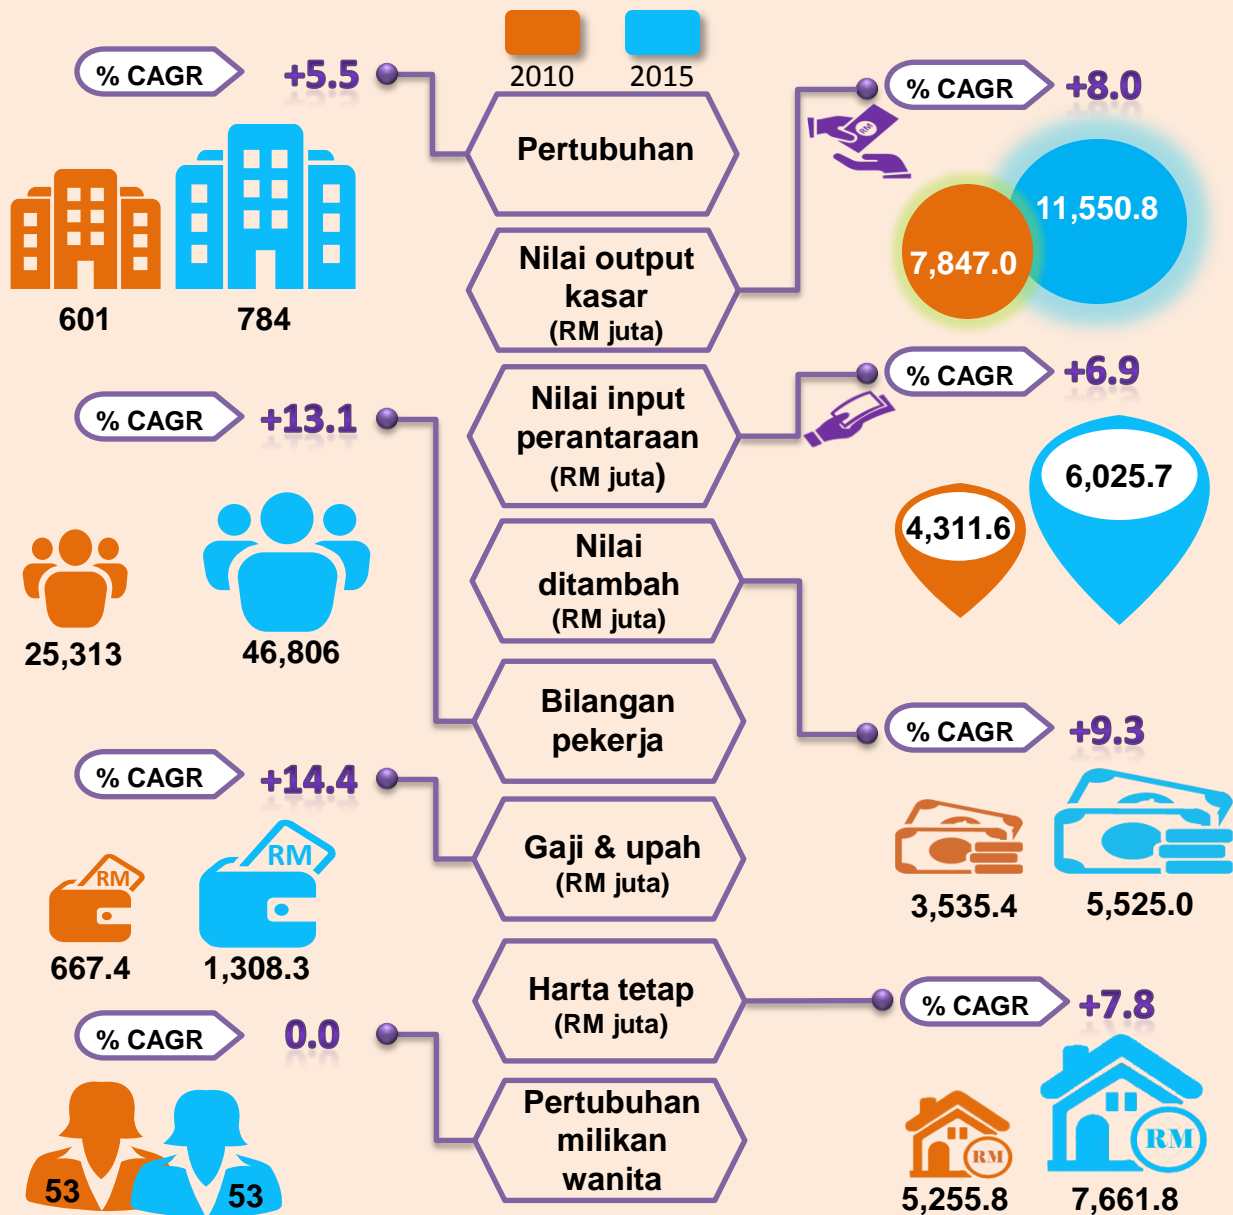 2010
2015
% CAGR
+5.5
601
784
Pertubuhan
% CAGR
+8.0
RM
7,847.0
11,550.8
Nilai output
kasar
(RM juta)
% CAGR
+6.9
4,311.6
6,025.7
Nilai input
perantaraan
(RM juta)
% CAGR
+13.1
25,313
46,806
Nilai
ditambah
(RM juta)
Bilangan
pekerja
% CAGR
+9.3
3,535.4
5,525.0
% CAGR
+14.4
RM
RM
667.4
1,308.3
Gaji & upah
(RM juta)
Harta tetap
(RM juta)
% CAGR
+7.8
RM
RM
5,255.8
7,661.8
% CAGR
0.0
53
53
Pertubuhan
milikan
wanita